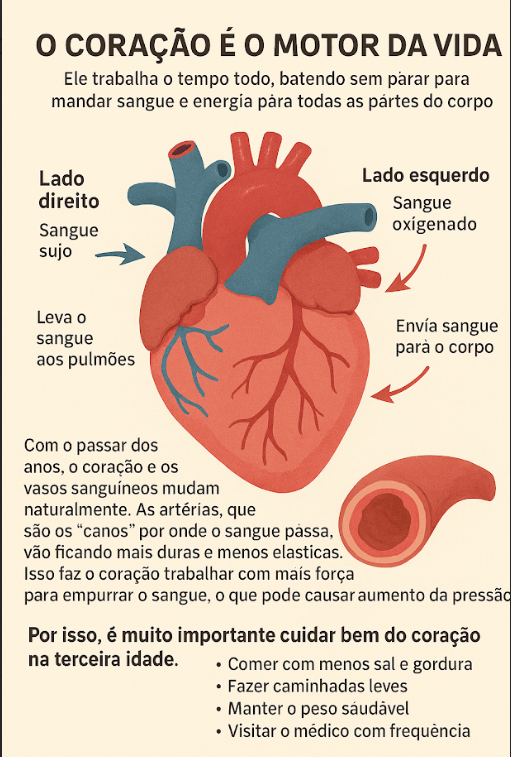 O CORAÇÃO É O MOTOR DA VIDA
Ele trabalha o tempo todo, batendo sem pàrar para
mandar sangue e energía pàra todas as pártes do corpo
Lado
direito
Sangue
sujo
Leva o
sangue
aos pulmões
Lado esquerdo
Sangue
oxígenado
Envía sangue
parà o corpo
Com o passar dos
anos, o coração e os
vasos sanguíneos mudam
naturalmente. As artérias, que
são os “canos” por onde o sangue pàssa,
vão ficando mais duras e menos elasticas.
Isso faz o coração trabalhar com maís força
para empurrar o sangue, o que pode causar aumento da pressão
Por isso, é muito importante cuidar bem do coração
na terceira idade.
• Comer com menos sal e gordura
• Fazer caminhadas leves
• Manter o peso sáudável
• Visitar o médico com frequència